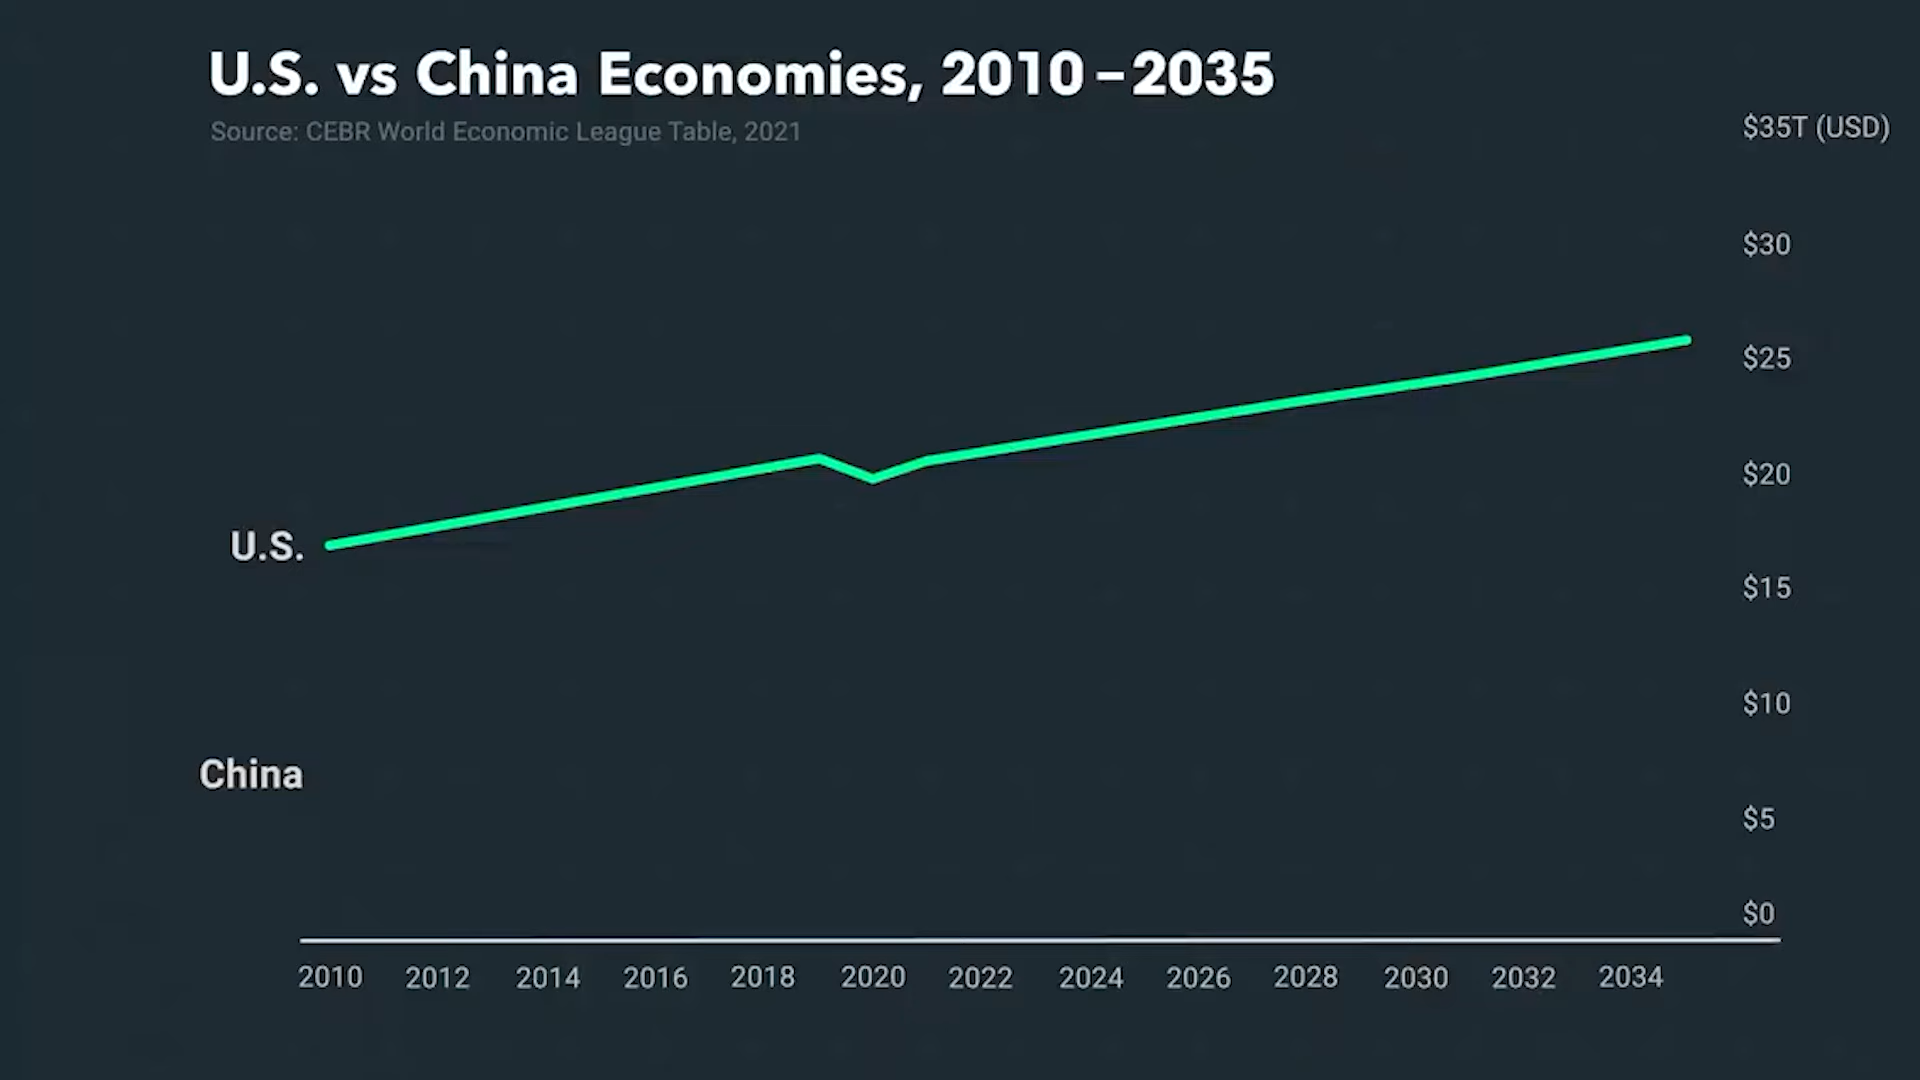 U.S. vs China Economies, 2010 – 2035
Source: CEBR World Economic League Table, 2021
$35T (USD)
$30
$25
$20
U.S.
$15
$10
China
$5
$0
2010 2012 2014 2016 2018 2020 2022 2024 2026 2028 2030 2032 2034